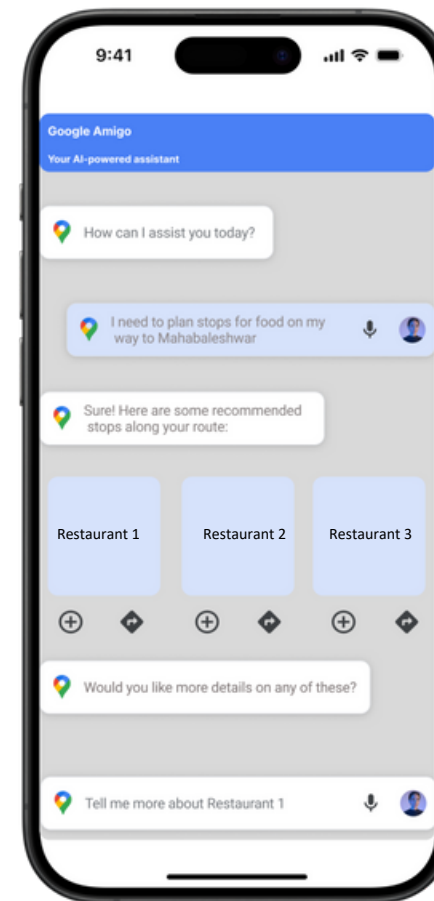 9:41
Google Amigo
Your AI-powered assistant
How can I assist you today?
I need to plan stops for food on my
way to Mahabaleshwar
Sure! Here are some recommended
stops along your route:
Restaurant 1 Restaurant 2 Restaurant 3
Would you like more details on any of these?
Tell me more about Restaurant 1